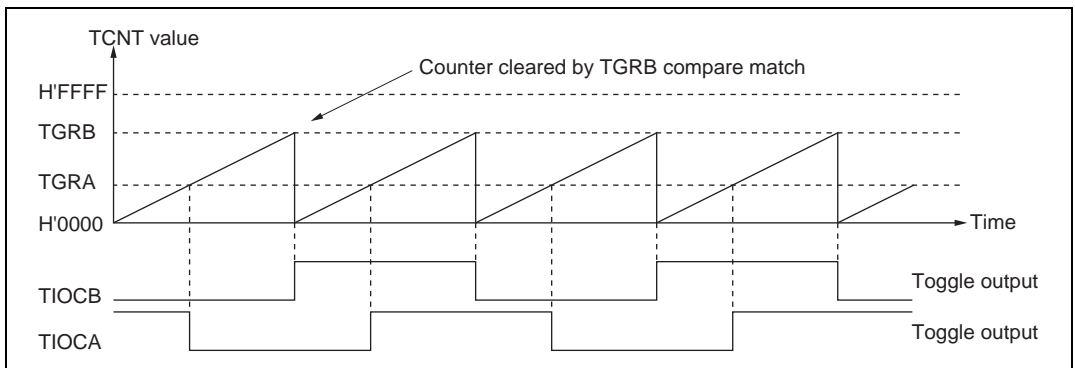 TCNT value
Counter cleared by TGRB compare match
H'FFFF
TGRB
TGRA
H'0000
Time
TIOCB
Toggle output
TIOCA
Toggle output